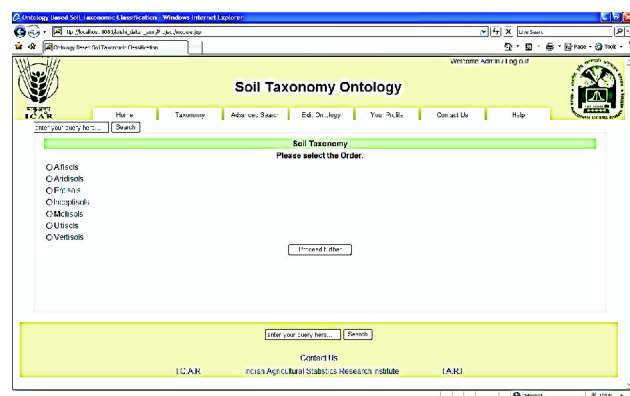 Ontology Based Soil Taxonomic Classification - Windows Internet Explorer
Live Search
Ontology Based Soil Taxonomic Classification
Page Tools
Welcome Admin / Log out
Soil Taxonomy Ontology
ICAR
Home Taxonomy Advanced Search Edit Ontology Your Profile Contact Us Help
enter your query here... Search
Soil Taxonomy
Please select the Order.
Alfisols
Aridisols
Entisols
Inceptisols
Mollisols
Ultisols
Vertisols
Proceed further
enter your query here... Search
Contact Us
I.C.A.R. Indian Agricultural Statistics Research Institute I.A.R.I
Internet